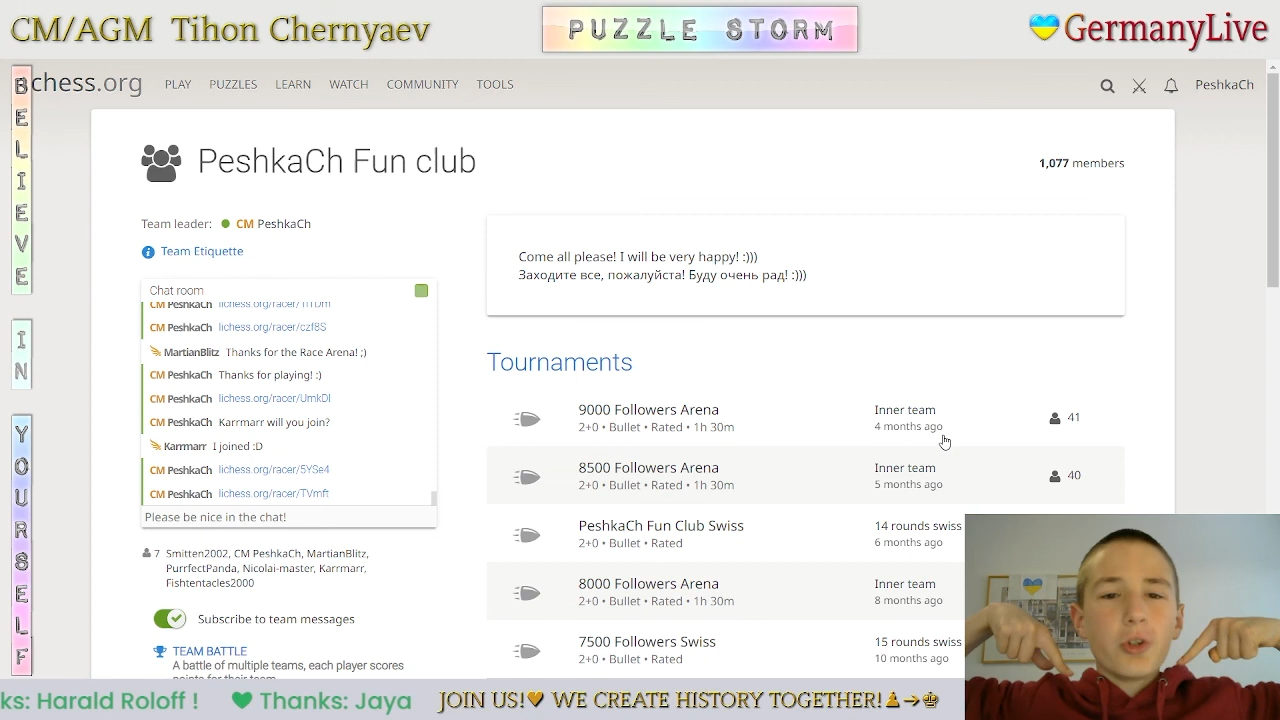 CM/AGM Tihon Chernyaev
PUZZLE STORM
GermanyLive
BELIEVE
IN
YOURSELF
chess.org
PLAY
PUZZLES
LEARN
WATCH
COMMUNITY
TOOLS
PeshkaCh
PeshkaCh Fun club
1,077 members
Team leader: CM PeshkaCh
Team Etiquette
Come all please! I will be very happy! :)))
Заходите все, пожалуйста! Буду очень рад! :)))
Chat room
CM PeshkaCh
CM PeshkaCh lichess.org/racer/czf8S
MartianBlitz Thanks for the Race Arena! ;)
CM PeshkaCh Thanks for playing! :)
CM PeshkaCh lichess.org/racer/UmkDl
CM PeshkaCh Karrmarr will you join?
Karrmarr I joined :D
CM PeshkaCh lichess.org/racer/5YSe4
CM PeshkaCh lichess.org/racer/TVmft
Please be nice in the chat!
7 Smitten2002, CM PeshkaCh, MartianBlitz,
PurrfectPanda, Nicolai-master, Karrmarr,
Fishtentacles2000
Subscribe to team messages
TEAM BATTLE
A battle of multiple teams, each player scores
points for their team
Tournaments
9000 Followers Arena
2+0 • Bullet • Rated • 1h 30m
Inner team
4 months ago
41
8500 Followers Arena
2+0 • Bullet • Rated • 1h 30m
Inner team
5 months ago
40
PeshkaCh Fun Club Swiss
2+0 • Bullet • Rated
14 rounds swiss
6 months ago
8000 Followers Arena
2+0 • Bullet • Rated • 1h 30m
Inner team
8 months ago
7500 Followers Swiss
2+0 • Bullet • Rated
15 rounds swiss
10 months ago
ks: Harald Roloff !
Thanks: Jaya
JOIN US! WE CREATE HISTORY TOGETHER!